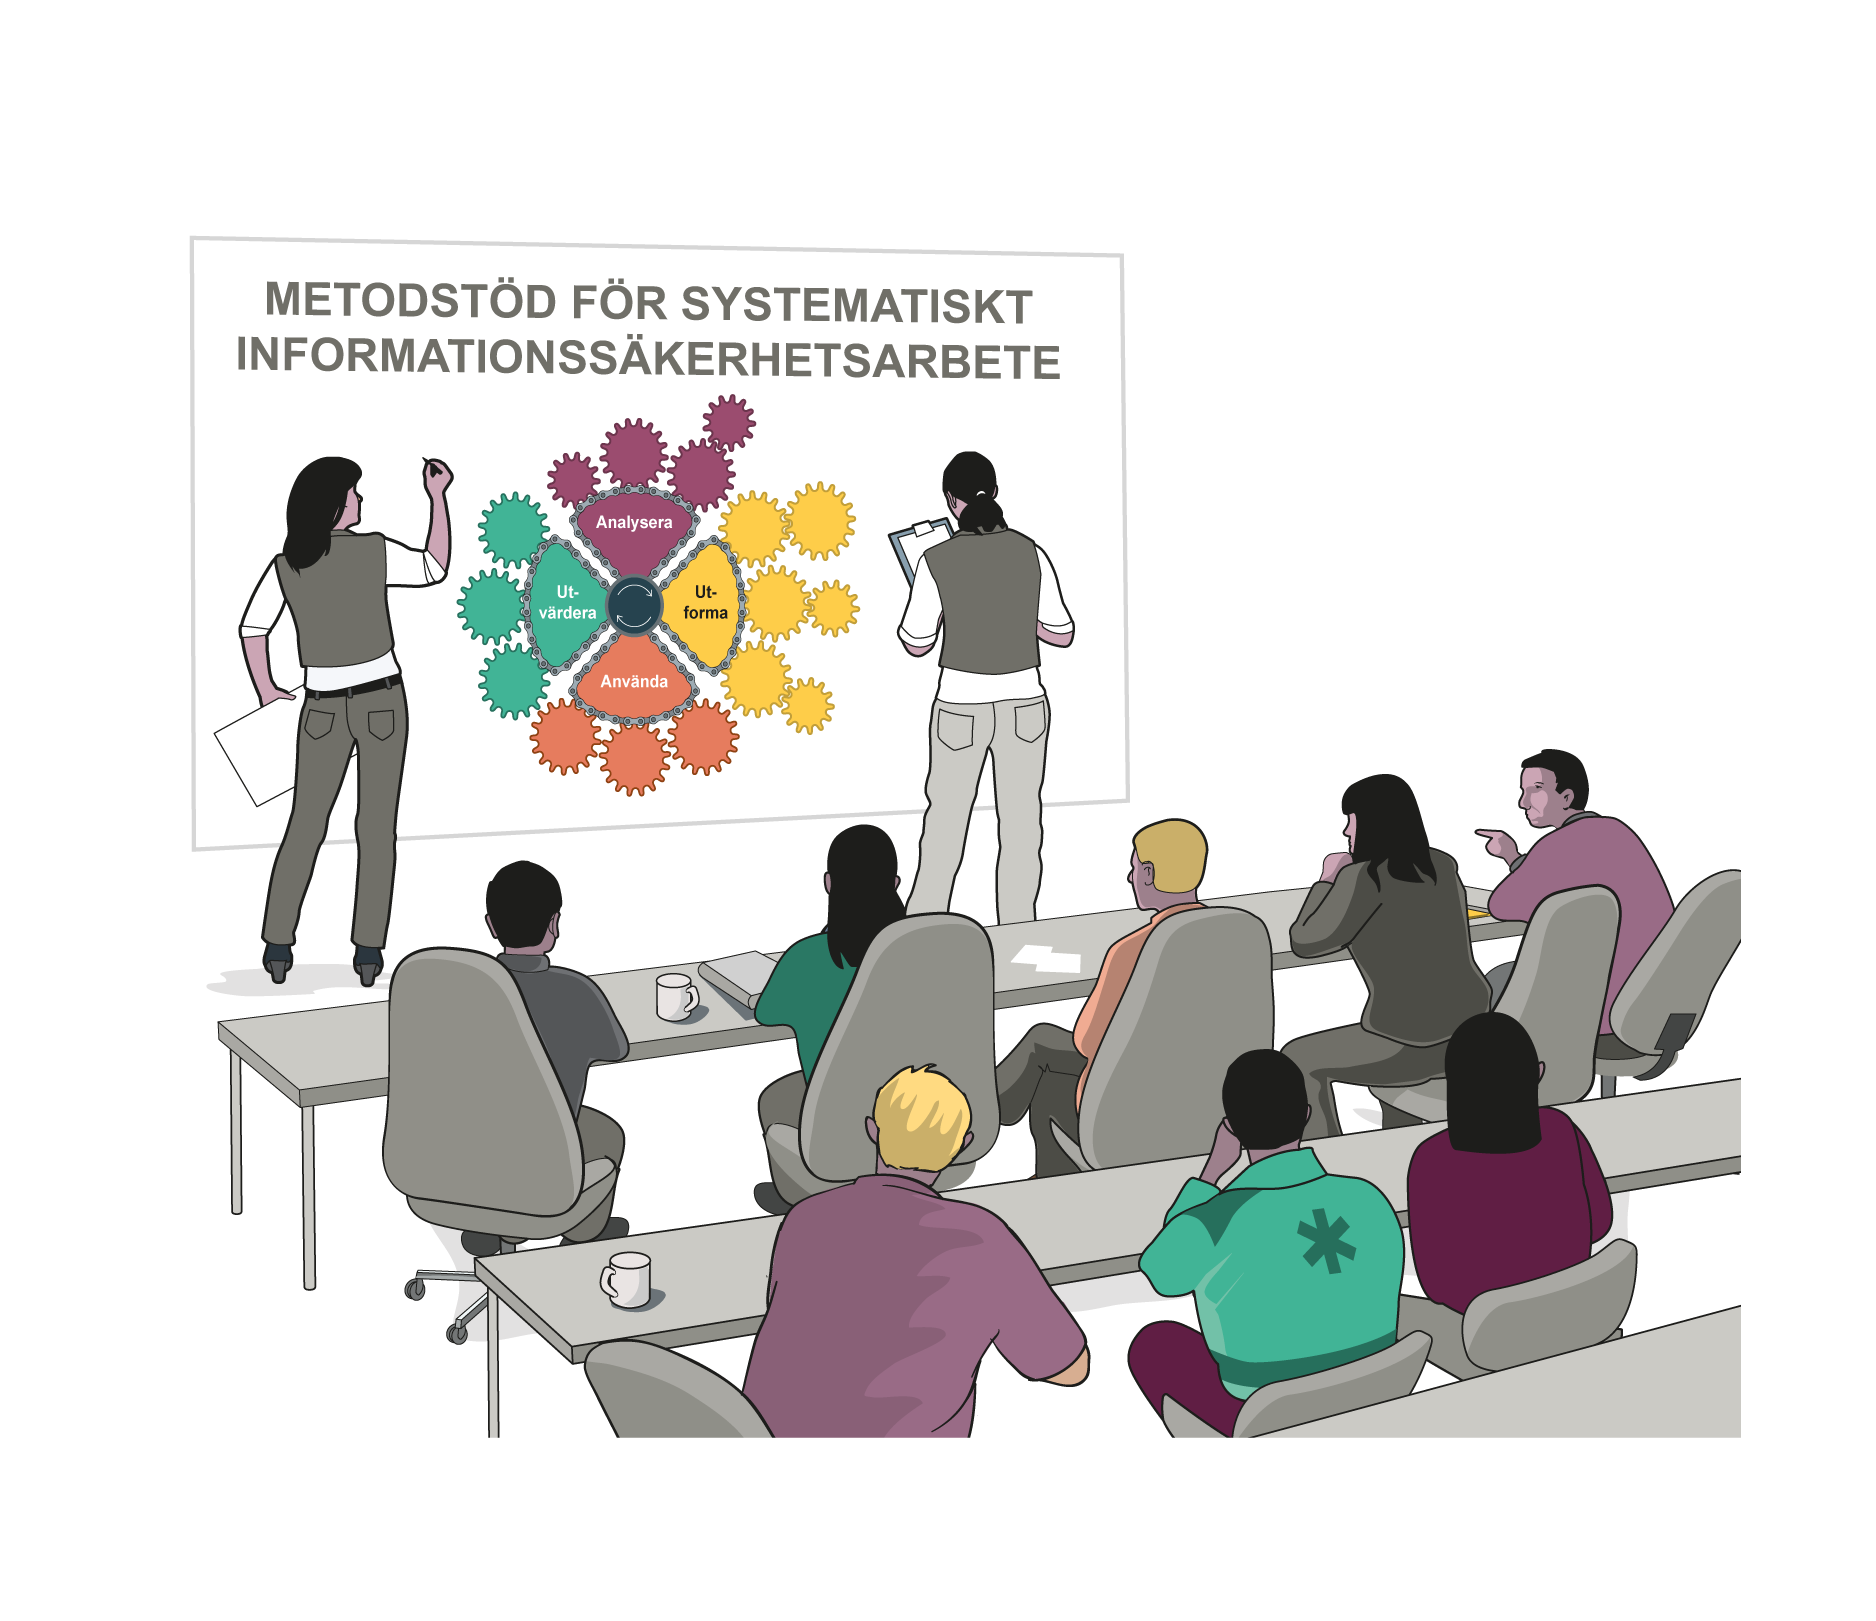 METODSTÖD FÖR SYSTEMATISKT
INFORMATIONSSÄKERHETSARBETE
Analysera
Ut-
värdera
Ut-
forma
Använda